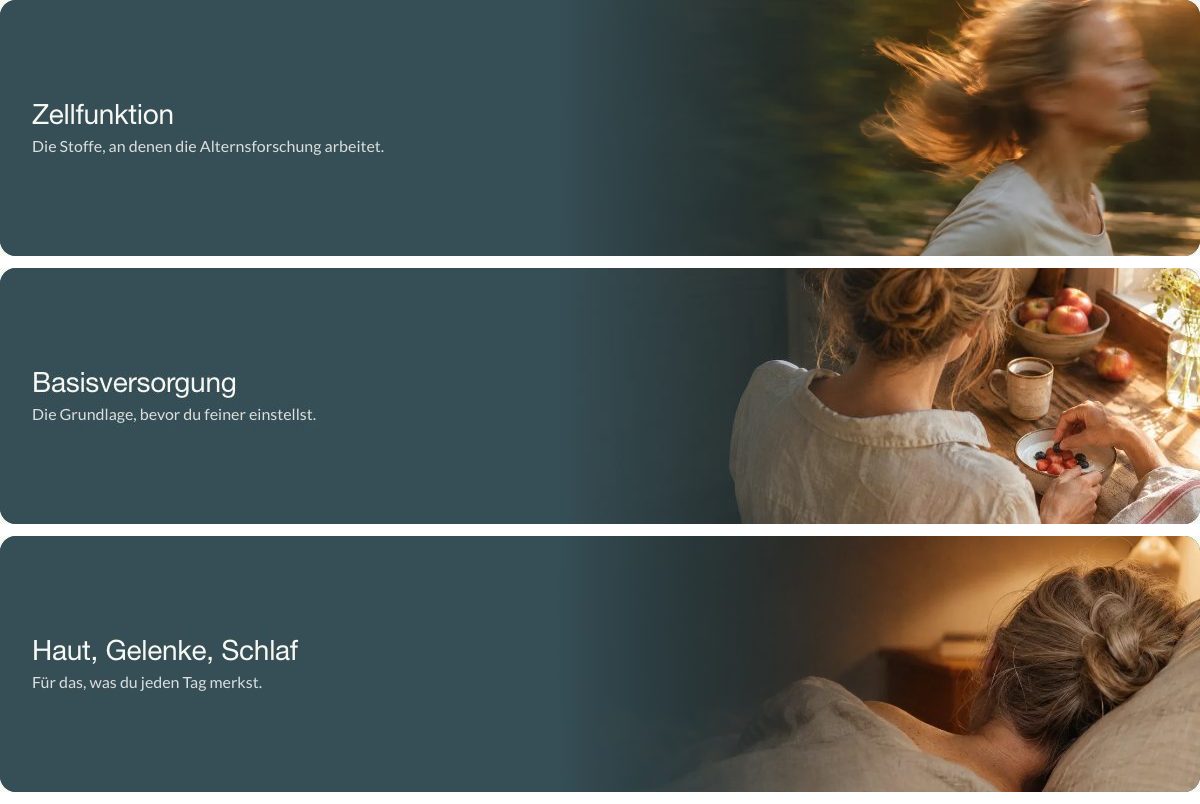 Zellfunktion
Die Stoffe, an denen die Alternsforschung arbeitet.
Basisversorgung
Die Grundlage, bevor du feiner einstellst.
Haut, Gelenke, Schlaf
Für das, was du jeden Tag merkst.